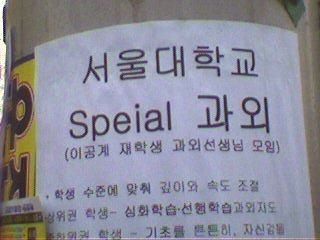 서울대학교
Speial 과외
(이공계 재학생 과외선생님 모임)
, 학생 수준에 맞춰 깊이와 속도 조절
상위권 학생- 심화학습·선행학습과외지도
학생 - 기초를 튼튼히, 자신감을